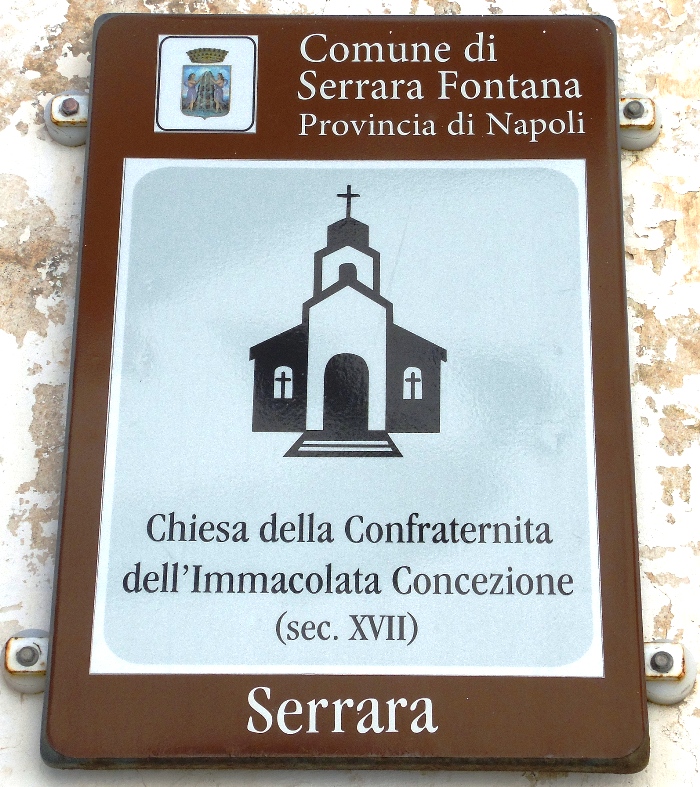 Comune di
Serrara Fontana
Provincia di Napoli
Chiesa della Confraternita
dell'Immacolata Concezione
(sec. XVII)
Serrara